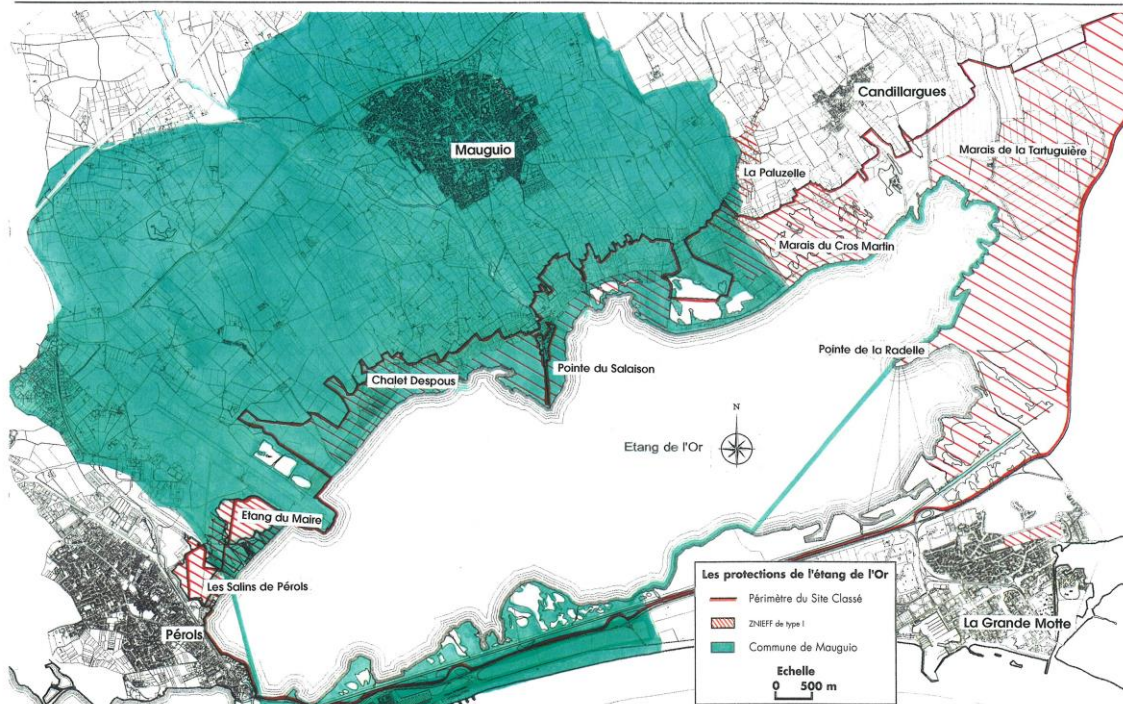 Candillargues
Mauguio
Marais de la Tartuguière
La Paluzelle
Marais du Cros Martin
Pointe de la Radelle
Pointe du Salaison
Chalet Despous
N
Etang de l'Or
Etang du Maire
Les Salins de Pérols
Pérols
La Grande Motte
Les protections de l'étang de l'Or
Périmètre du Site Classé
ZNIEFF de type I
Commune de Mauguio
Echelle
0 500 m